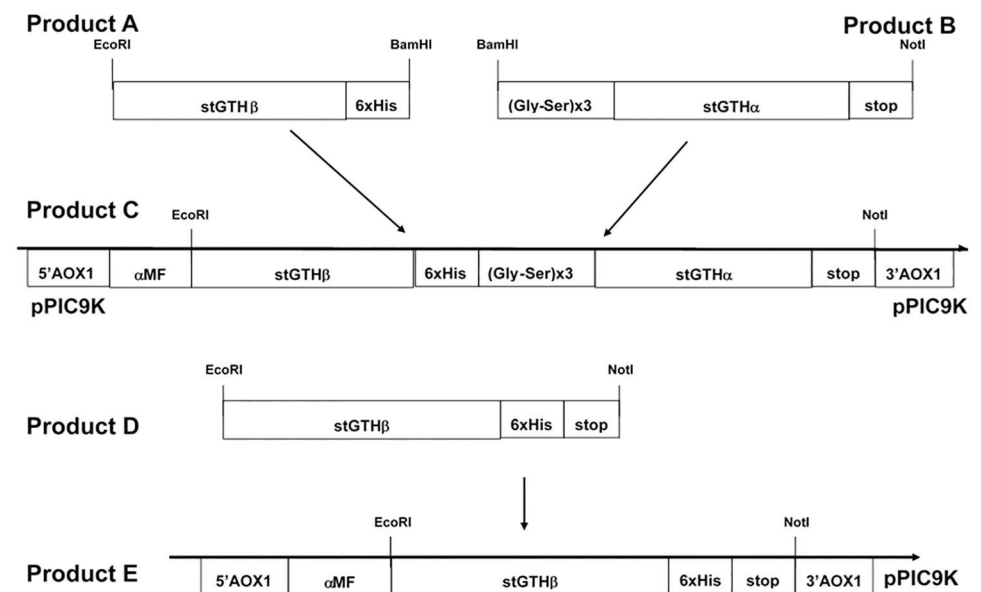 Product A
Product B
EcoRI
BamHI
BamHI
NotI
stGTHβ
6xHis
(Gly-Ser)x3
stGTHα
stop
Product C
EcoRI
NotI
5'AOX1
αMF
stGTHβ
6xHis
(Gly-Ser)x3
stGTHα
stop
3'AOX1
pPIC9K
pPIC9K
EcoRI
NotI
Product D
stGTHβ
6xHis
stop
EcoRI
NotI
Product E
5'AOX1
αMF
stGTHβ
6xHis
stop
3'AOX1
pPIC9K